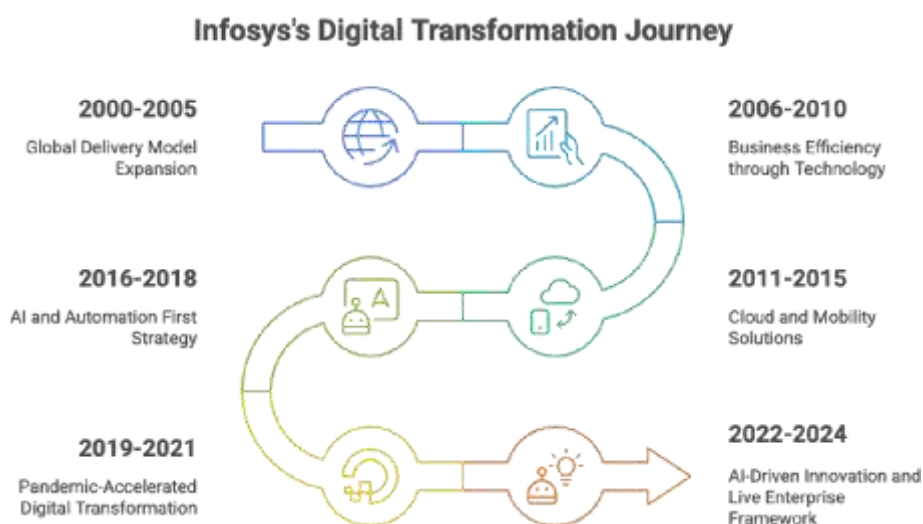 Infosys's Digital Transformation Journey
2000-2005
Global Delivery Model
Expansion
2006-2010
Business Efficiency
through Technology
2011-2015
Cloud and Mobility
Solutions
2016-2018
AI and Automation First
Strategy
2019-2021
Pandemic-Accelerated
Digital Transformation
2022-2024
AI-Driven Innovation and
Live Enterprise
Framework